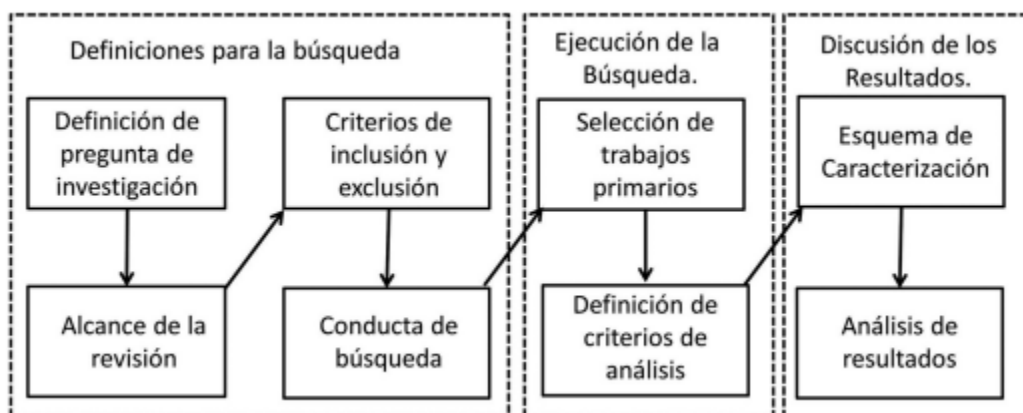 Definiciones para la búsqueda
Definición de
pregunta de
investigación
Alcance de la
revisión
Criterios de
inclusión y
exclusión
Conducta de
búsqueda
Ejecución de la
Búsqueda.
Selección de
trabajos
primarios
Definición de
criterios de
análisis
Discusión de los
Resultados.
Esquema de
Caracterización
Análisis de
resultados